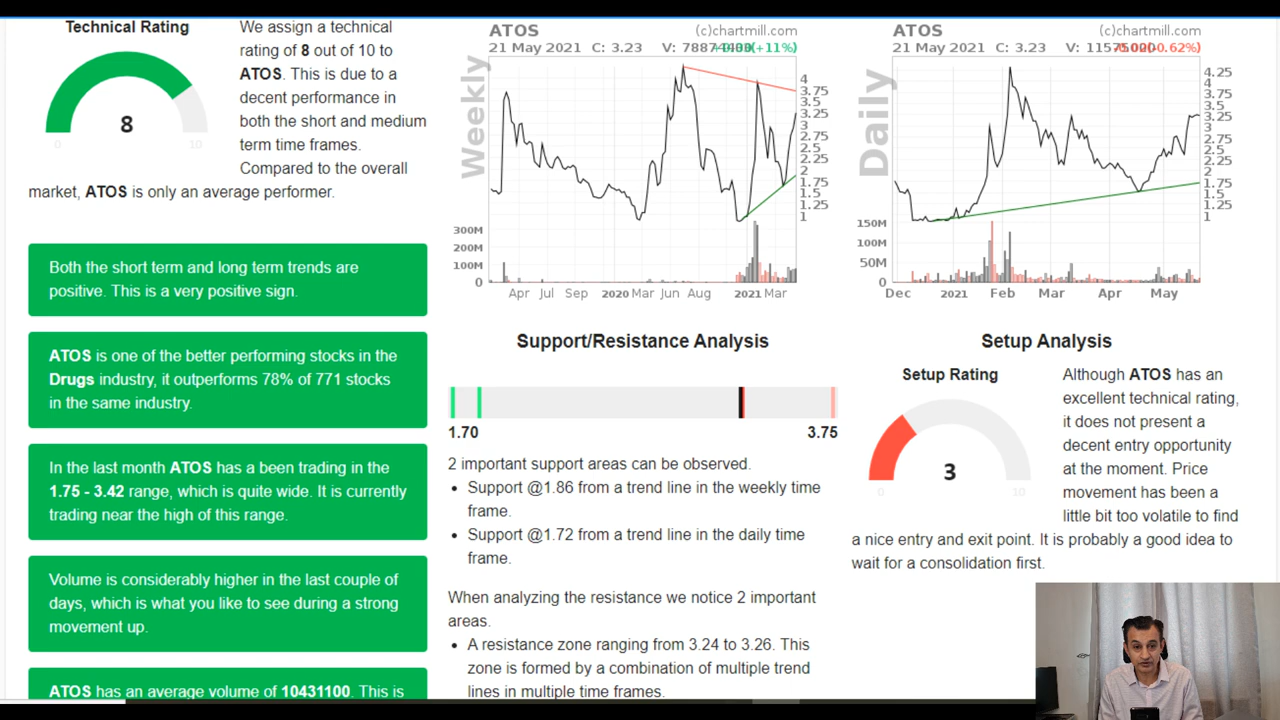 Technical Rating
8
0
10
We assign a technical
rating of 8 out of 10 to
ATOS. This is due to a
decent performance in
both the short and medium
term time frames.
Compared to the overall
market, ATOS is only an average performer.
Both the short term and long term trends are
positive. This is a very positive sign.
ATOS is one of the better performing stocks in the
Drugs industry, it outperforms 78% of 771 stocks
in the same industry.
In the last month ATOS has a been trading in the
1.75 - 3.42 range, which is quite wide. It is currently
trading near the high of this range.
Volume is considerably higher in the last couple of
days, which is what you like to see during a strong
movement up.
ATOS has an average volume of 10431100. This is
ATOS
(c)chartmill.com
21 May 2021 C: 3.23 (+11%)
Weekly
4
3.75
3.5
3.25
3
2.75
2.5
2.25
2
1.75
1.5
1.25
1
300M
200M
100M
0
Apr Jul Sep 2020 Mar Jun Aug 2021 Mar
Support/Resistance Analysis
1.70 3.75
2 important support areas can be observed.
• Support @1.86 from a trend line in the weekly time
frame.
• Support @1.72 from a trend line in the daily time
frame.
When analyzing the resistance we notice 2 important
areas.
• A resistance zone ranging from 3.24 to 3.26. This
zone is formed by a combination of multiple trend
lines in multiple time frames.
ATOS
(c)chartmill.com
21 May 2021 C: 3.23
Daily
4.25
4
3.75
3.5
3.25
3
2.75
2.5
2.25
2
1.75
1.5
1.25
1
150M
100M
50M
0
Dec 2021 Feb Mar Apr May
Setup Analysis
Setup Rating
3
0
10
Although ATOS has an
excellent technical rating,
it does not present a
decent entry opportunity
at the moment. Price
movement has been a
little bit too volatile to find
a nice entry and exit point. It is probably a good idea to
wait for a consolidation first.